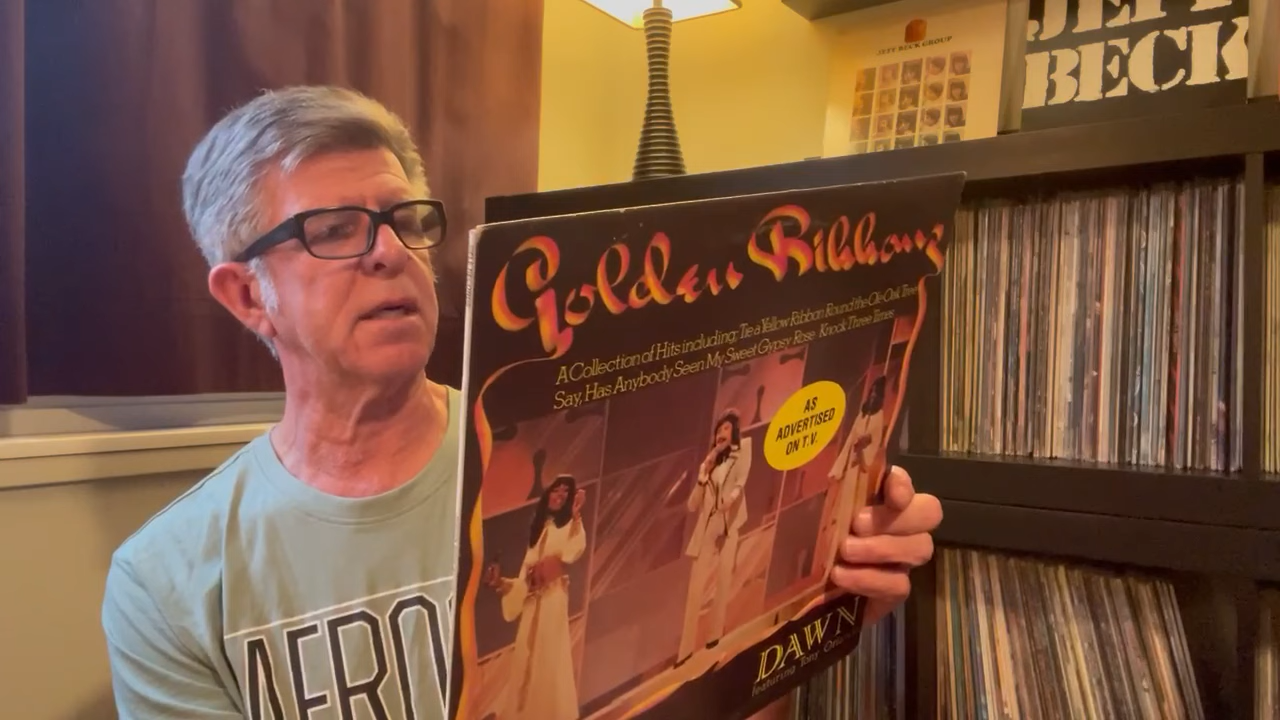 JEFF BECK GROUP
JEFF
BECK
Golden Ribbons
A Collection of Hits including; Tie a Yellow Ribbon Round the Ole Oak Tree
Say, Has Anybody Seen My Sweet Gypsy Rose Knock Three Times
AS
ADVERTISED
ON T.V.
DAWN
featuring Tony
AERO